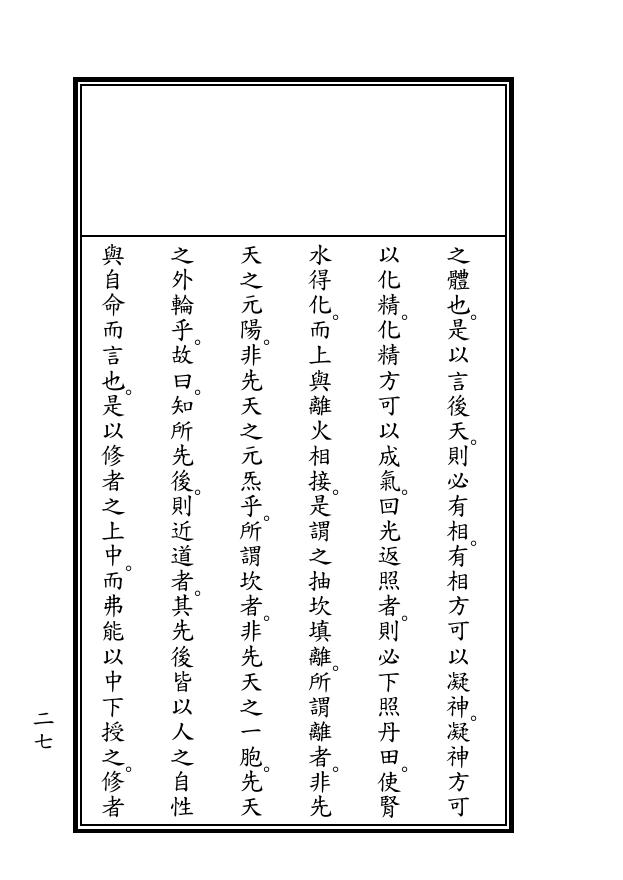 之體也。是以言後天。則必有相。有相方可以凝神。凝神方可
以化精。化精方可以成氣。回光返照者。則必下照丹田。使腎
水得化。而上與離火相接。是謂之抽坎填離。所謂離者。非先
天之元陽。非先天之元炁乎。所謂坎者。非先天之一胞。先天
之外輪乎。故曰。知所先後。則近道者。其先後皆以人之自性
與自命而言也。是以修者之上中。而弗能以中下授之。修者
二七